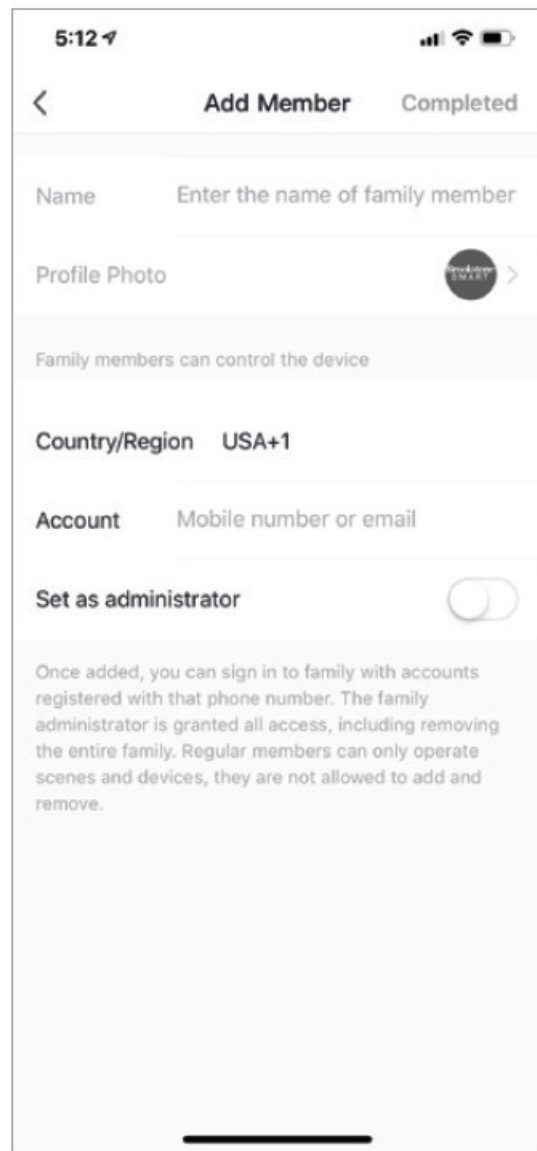 5:12
Add Member Completed
Name Enter the name of family member
Profile Photo
Brookstone
SMART
Family members can control the device
Country/Region USA+1
Account Mobile number or email
Set as administrator
Once added, you can sign in to family with accounts
registered with that phone number. The family
administrator is granted all access, including removing
the entire family. Regular members can only operate
scenes and devices, they are not allowed to add and
remove.